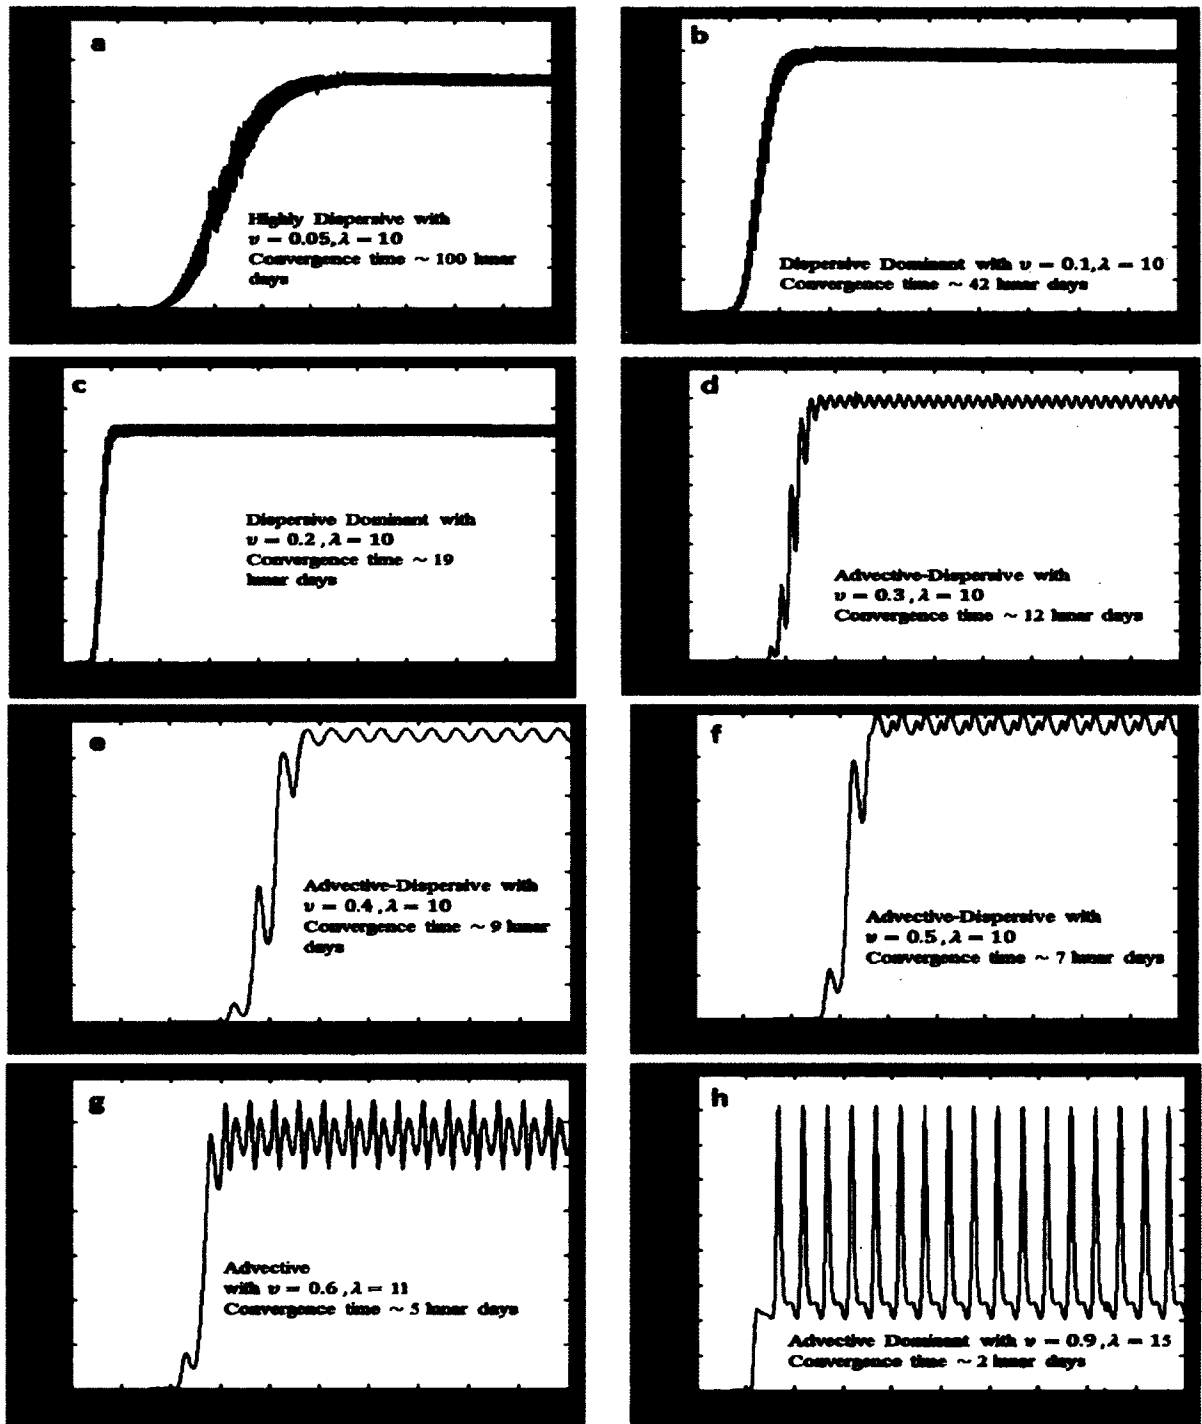 a
Highly Dispersive with
v = 0.05, λ = 10
Convergence time ~ 100 lunar
days
b
Dispersive Dominant with v = 0.1, λ = 10
Convergence time ~ 42 lunar days
c
Dispersive Dominant with
v = 0.2 , λ = 10
Convergence time ~ 19
lunar days
d
Advective-Dispersive with
v = 0.3 , λ = 10
Convergence time ~ 12 lunar days
e
Advective-Dispersive with
v = 0.4 , λ = 10
Convergence time ~ 9 lunar
days
f
Advective-Dispersive with
v = 0.5 , λ = 10
Convergence time ~ 7 lunar days
g
Advective
with v = 0.6 , λ = 11
Convergence time ~ 5 lunar days
h
Advective Dominant with v = 0.9 , λ = 15
Convergence time ~ 2 lunar days